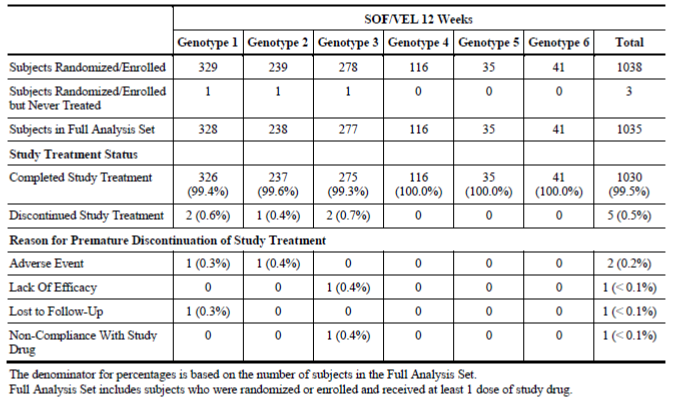 SOF/VEL 12 Weeks
Genotype 1 Genotype 2 Genotype 3 Genotype 4 Genotype 5 Genotype 6 Total
Subjects Randomized/Enrolled 329 239 278 116 35 41 1038
Subjects Randomized/Enrolled 1 1 1 0 0 0 3
but Never Treated
Subjects in Full Analysis Set 328 238 277 116 35 41 1035
Study Treatment Status
Completed Study Treatment 326 237 275 116 35 41 1030
(99.4%) (99.6%) (99.3%) (100.0%) (100.0%) (100.0%) (99.5%)
Discontinued Study Treatment 2 (0.6%) 1 (0.4%) 2 (0.7%) 0 0 0 5 (0.5%)
Reason for Premature Discontinuation of Study Treatment
Adverse Event 1 (0.3%) 1 (0.4%) 0 0 0 0 2 (0.2%)
Lack Of Efficacy 0 0 1 (0.4%) 0 0 0 1 (<0.1%)
Lost to Follow-Up 1 (0.3%) 0 0 0 0 0 1 (<0.1%)
Non-Compliance With Study 0 0 1 (0.4%) 0 0 0 1 (<0.1%)
Drug
The denominator for percentages is based on the number of subjects in the Full Analysis Set.
Full Analysis Set includes subjects who were randomized or enrolled and received at least 1 dose of study drug.